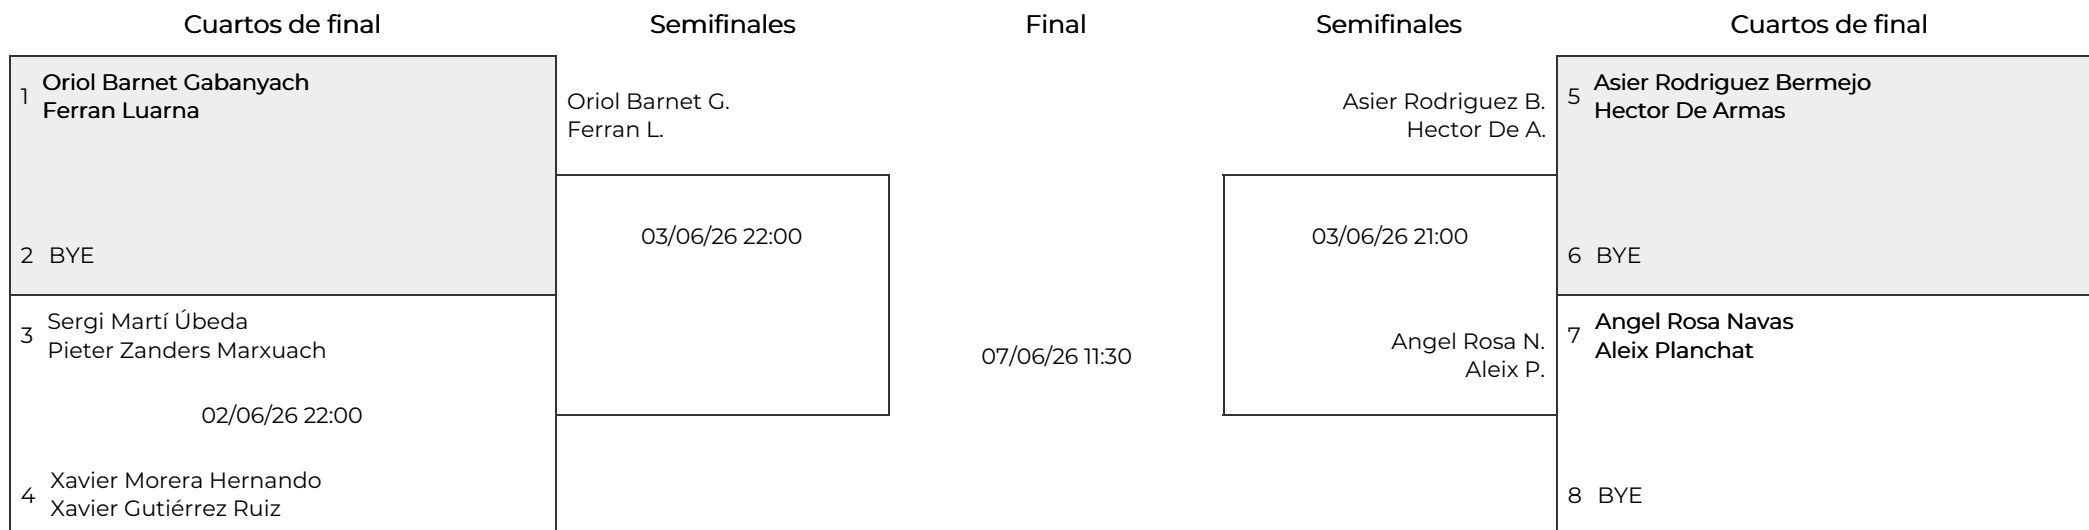 Cuartos de final
Semifinales
Final
Semifinales
Cuartos de final
1
Oriol Barnet Gabanyach
Ferran Luarna
2 BYE
3
Sergi Martí Úbeda
Pieter Zanders Marxuach
02/06/26 22:00
4
Xavier Morera Hernando
Xavier Gutiérrez Ruiz
Oriol Barnet G.
Ferran L.
03/06/26 22:00
07/06/26 11:30
Asier Rodriguez B.
Hector De A.
03/06/26 21:00
Angel Rosa N.
Aleix P.
5
Asier Rodriguez Bermejo
Hector De Armas
6 BYE
7
Angel Rosa Navas
Aleix Planchat
8 BYE